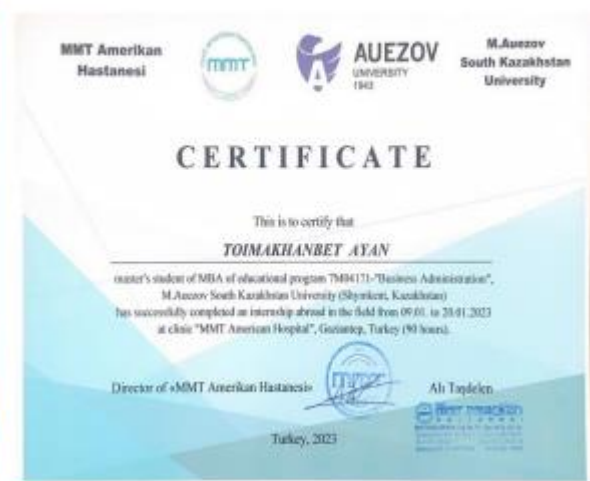 MMT Amerikan
Hastanesi
mmt
AUEZOV
UNIVERSITY
1943
M.Auezov
South Kazakhstan
University
CERTIFICATE
This is to certify that
TOIMAKHANBET AYAN
master's student of MBA of educational program 7M04171-"Business Administration",
M.Auezov South Kazakhstan University (Shymkent, Kazakhstan)
has successfully completed an internship abroad in the field from 09.01. to 20.01.2023
at clinic "MMT American Hospital", Gaziantep, Turkey (90 hours).
Director of «MMT Amerikan Hastanesi»
Ali Taşdelen
Turkey, 2023